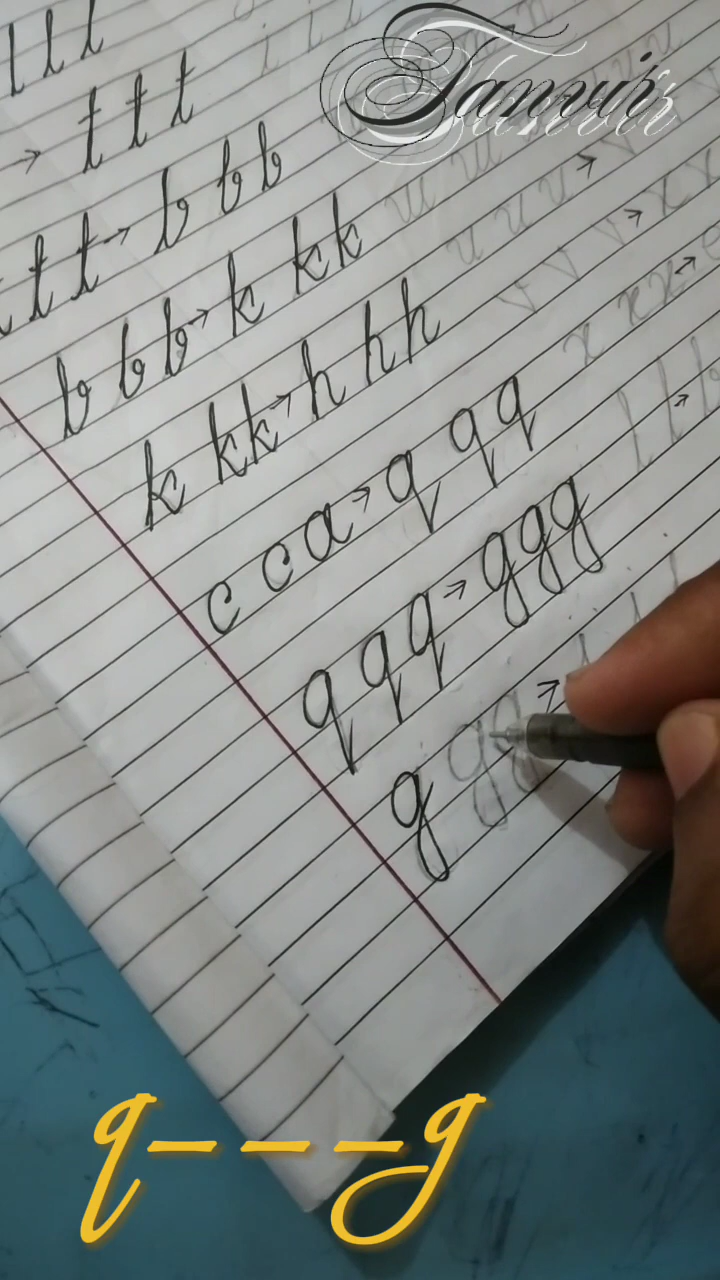 Tanvir
l l l i i i
→ t t t
t t t → b b b
b b b → k k k
k k k → h h h
c c a → q q q
q q q → g g g
g g g →
u u u → v
v v v → x x
x x x →
l l →
q---g